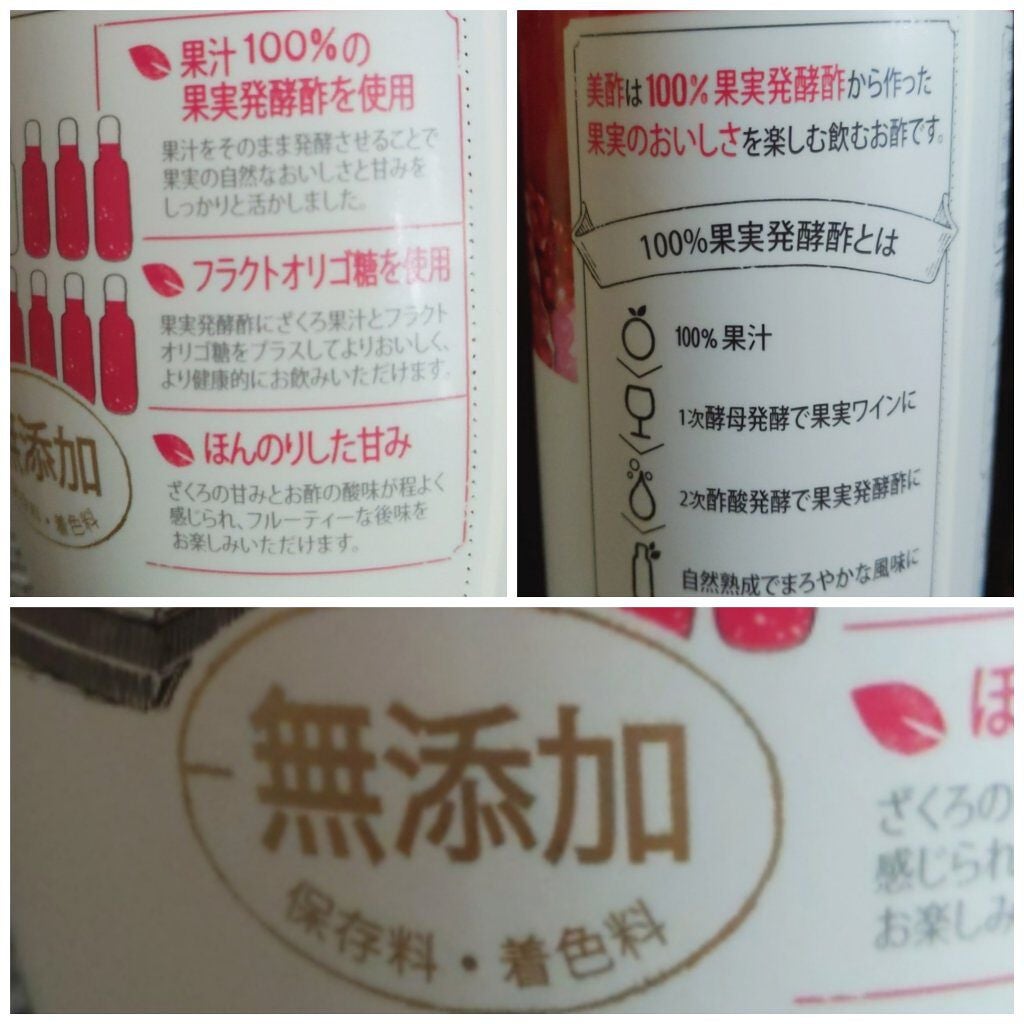 果汁100%の
果実発酵酢を使用
果汁をそのまま発酵させることで
果実の自然なおいしさと甘みを
しっかりと活かしました。
フラクトオリゴ糖を使用
果実発酵酢にざくろ果汁とフラクト
オリゴ糖をプラスしてよりおいしく、
より健康的にお飲みいただけます。
ほんのりした甘み
ざくろの甘みとお酢の酸味が程よく
感じられ、フルーティーな後味を
お楽しみいただけます。
無添加
・着色料
美酢は100%果実発酵酢から作った
果実のおいしさを楽しむ飲むお酢です。
100%果実発酵酢とは
100%果汁
1次酵母発酵で果実ワインに
2次酢酸発酵で果実発酵酢に
自然熟成でまろやかな風味に
無添加
保存料・着色料
ほ
ざくろの
感じられ
お楽しみ